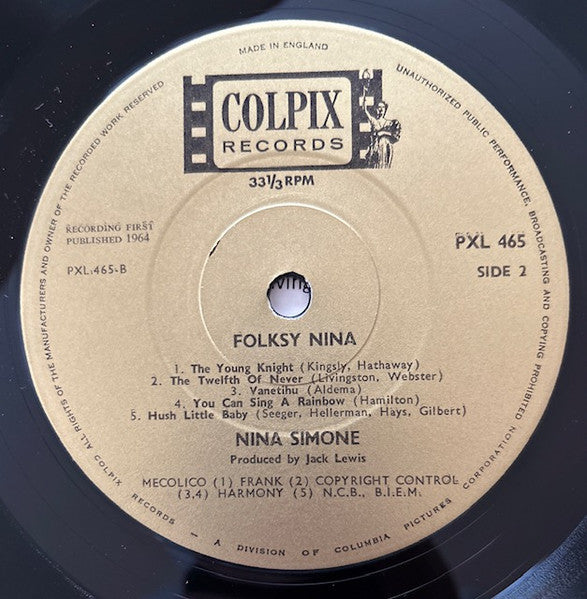 MADE IN ENGLAND
COLPIX
RECORDS
33 1/3 RPM
RECORDING FIRST
PUBLISHED 1964
PXL 465
PXL.465-B
SIDE 2
ving
FOLKSY NINA
1. The Young Knight (Kingsly, Hathaway)
2. The Twelfth Of Never (Livingston, Webster)
3. Yanetihu (Aldema)
4. You Can Sing A Rainbow (Hamilton)
5. Hush Little Baby (Seeger, Hellerman, Hays, Gilbert)
NINA SIMONE
Produced by Jack Lewis
MECOLICO (1) FRANK (2) COPYRIGHT CONTROL
(3,4) HARMONY (5) N.C.B., B.I.E.M.
ALL RIGHTS OF THE MANUFACTURERS AND OWNER OF THE RECORDED WORK RESERVED
UNAUTHORIZED PUBLIC PERFORMANCE, BROADCASTING AND COPYING PROHIBITED
COLPIX RECORDS — A DIVISION OF COLUMBIA PICTURES CORPORATION